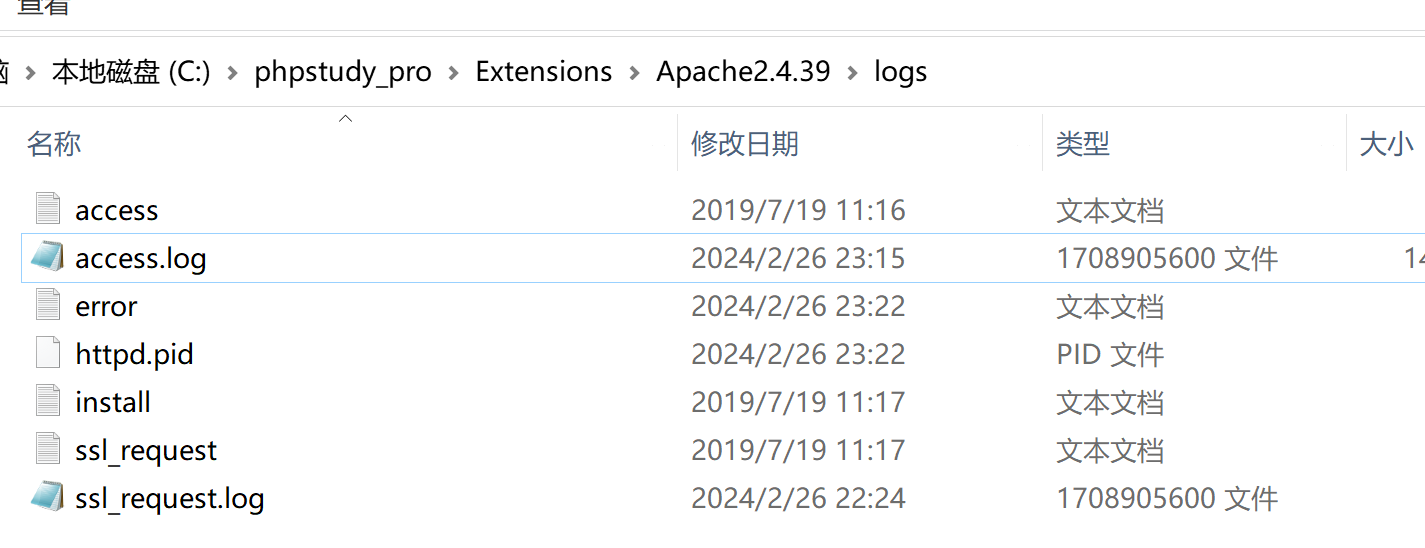 查看
本地磁盘 (C:) > phpstudy_pro > Extensions > Apache2.4.39 > logs
名称 修改日期 类型 大小
access 2019/7/19 11:16 文本文档
access.log 2024/2/26 23:15 1708905600 文件 14
error 2024/2/26 23:22 文本文档
httpd.pid 2024/2/26 23:22 PID 文件
install 2019/7/19 11:17 文本文档
ssl_request 2019/7/19 11:17 文本文档
ssl_request.log 2024/2/26 22:24 1708905600 文件